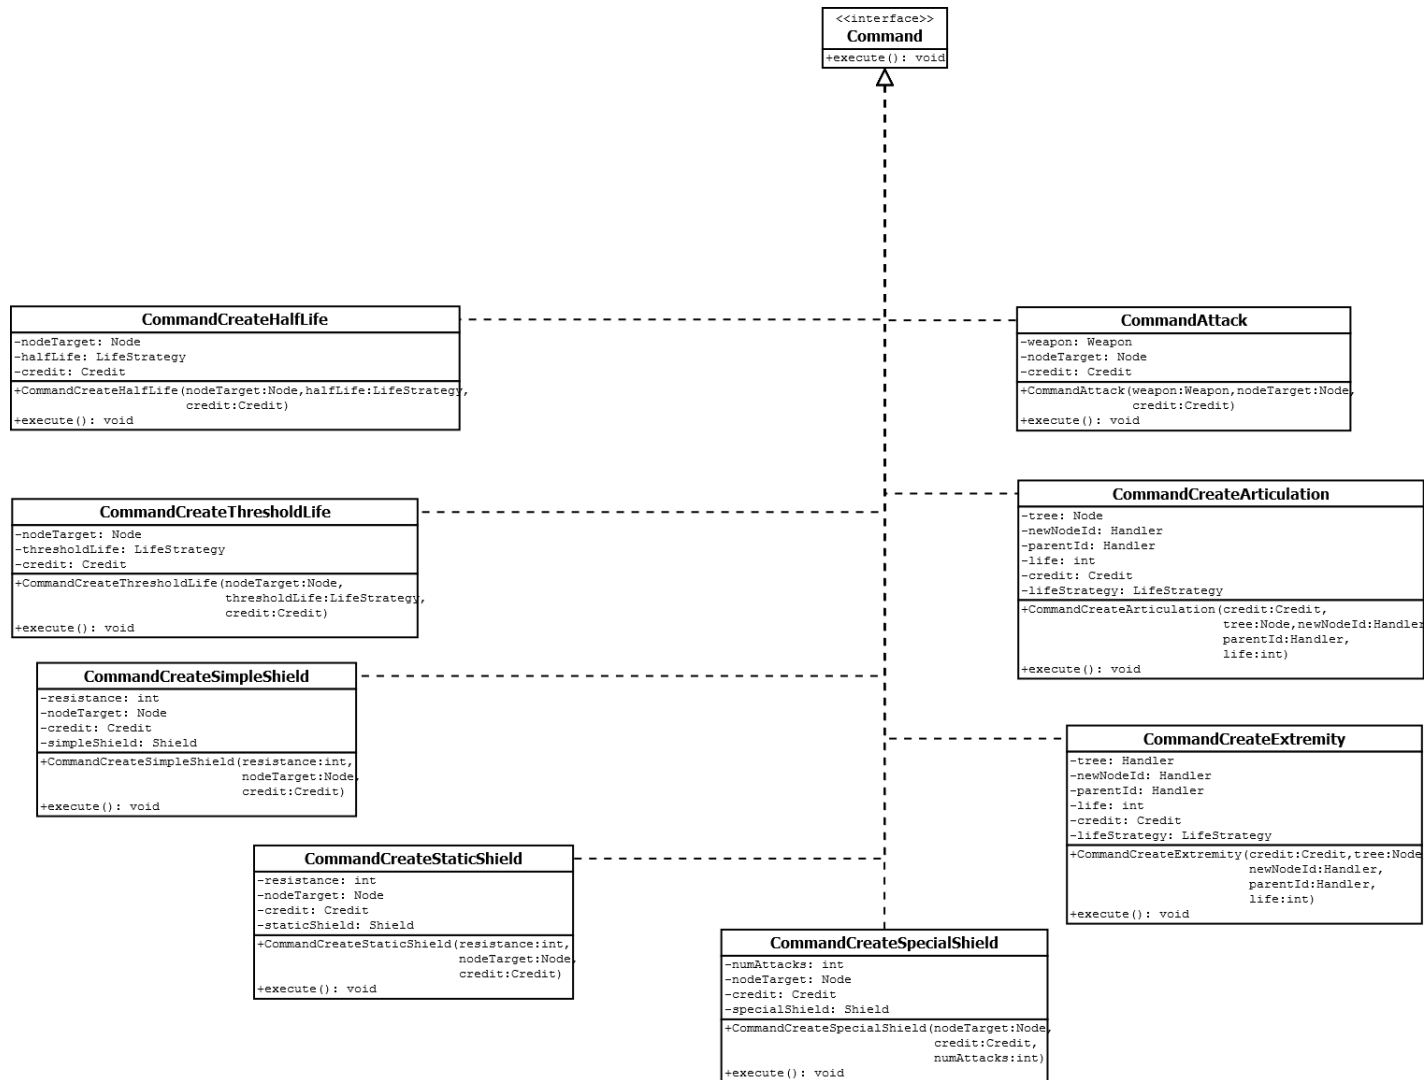 <<interface>>
Command
+execute(): void
CommandCreateHalfLife
-nodeTarget: Node
-halfLife: LifeStrategy
-credit: Credit
+CommandCreateHalfLife(nodeTarget:Node,halfLife:LifeStrategy,
credit:Credit)
+execute(): void
CommandAttack
-weapon: Weapon
-nodeTarget: Node
-credit: Credit
+CommandAttack(weapon:Weapon,nodeTarget:Node,
credit:Credit)
+execute(): void
CommandCreateThresholdLife
-nodeTarget: Node
-thresholdLife: LifeStrategy
-credit: Credit
+CommandCreateThresholdLife(nodeTarget:Node,
thresholdLife:LifeStrategy,
credit:Credit)
+execute(): void
CommandCreateArticulation
-tree: Node
-newNodeId: Handler
-parentId: Handler
-life: int
-credit: Credit
-lifeStrategy: LifeStrategy
+CommandCreateArticulation(credit:Credit,
tree:Node,newNodeId:Handler
parentId:Handler,
life:int)
+execute(): void
CommandCreateSimpleShield
-resistance: int
-nodeTarget: Node
-credit: Credit
-simpleShield: Shield
+CommandCreateSimpleShield(resistance:int,
nodeTarget:Node,
credit:Credit)
+execute(): void
CommandCreateExtremity
-tree: Handler
-newNodeId: Handler
-parentId: Handler
-life: int
-credit: Credit
-lifeStrategy: LifeStrategy
+CommandCreateExtremity(credit:Credit,tree:Node
newNodeId:Handler,
parentId:Handler,
life:int)
+execute(): void
CommandCreateStaticShield
-resistance: int
-nodeTarget: Node
-credit: Credit
-staticShield: Shield
+CommandCreateStaticShield(resistance:int,
nodeTarget:Node,
credit:Credit)
+execute(): void
CommandCreateSpecialShield
-numAttacks: int
-nodeTarget: Node
-credit: Credit
-specialShield: Shield
+CommandCreateSpecialShield(nodeTarget:Node,
credit:Credit,
numAttacks:int)
+execute(): void